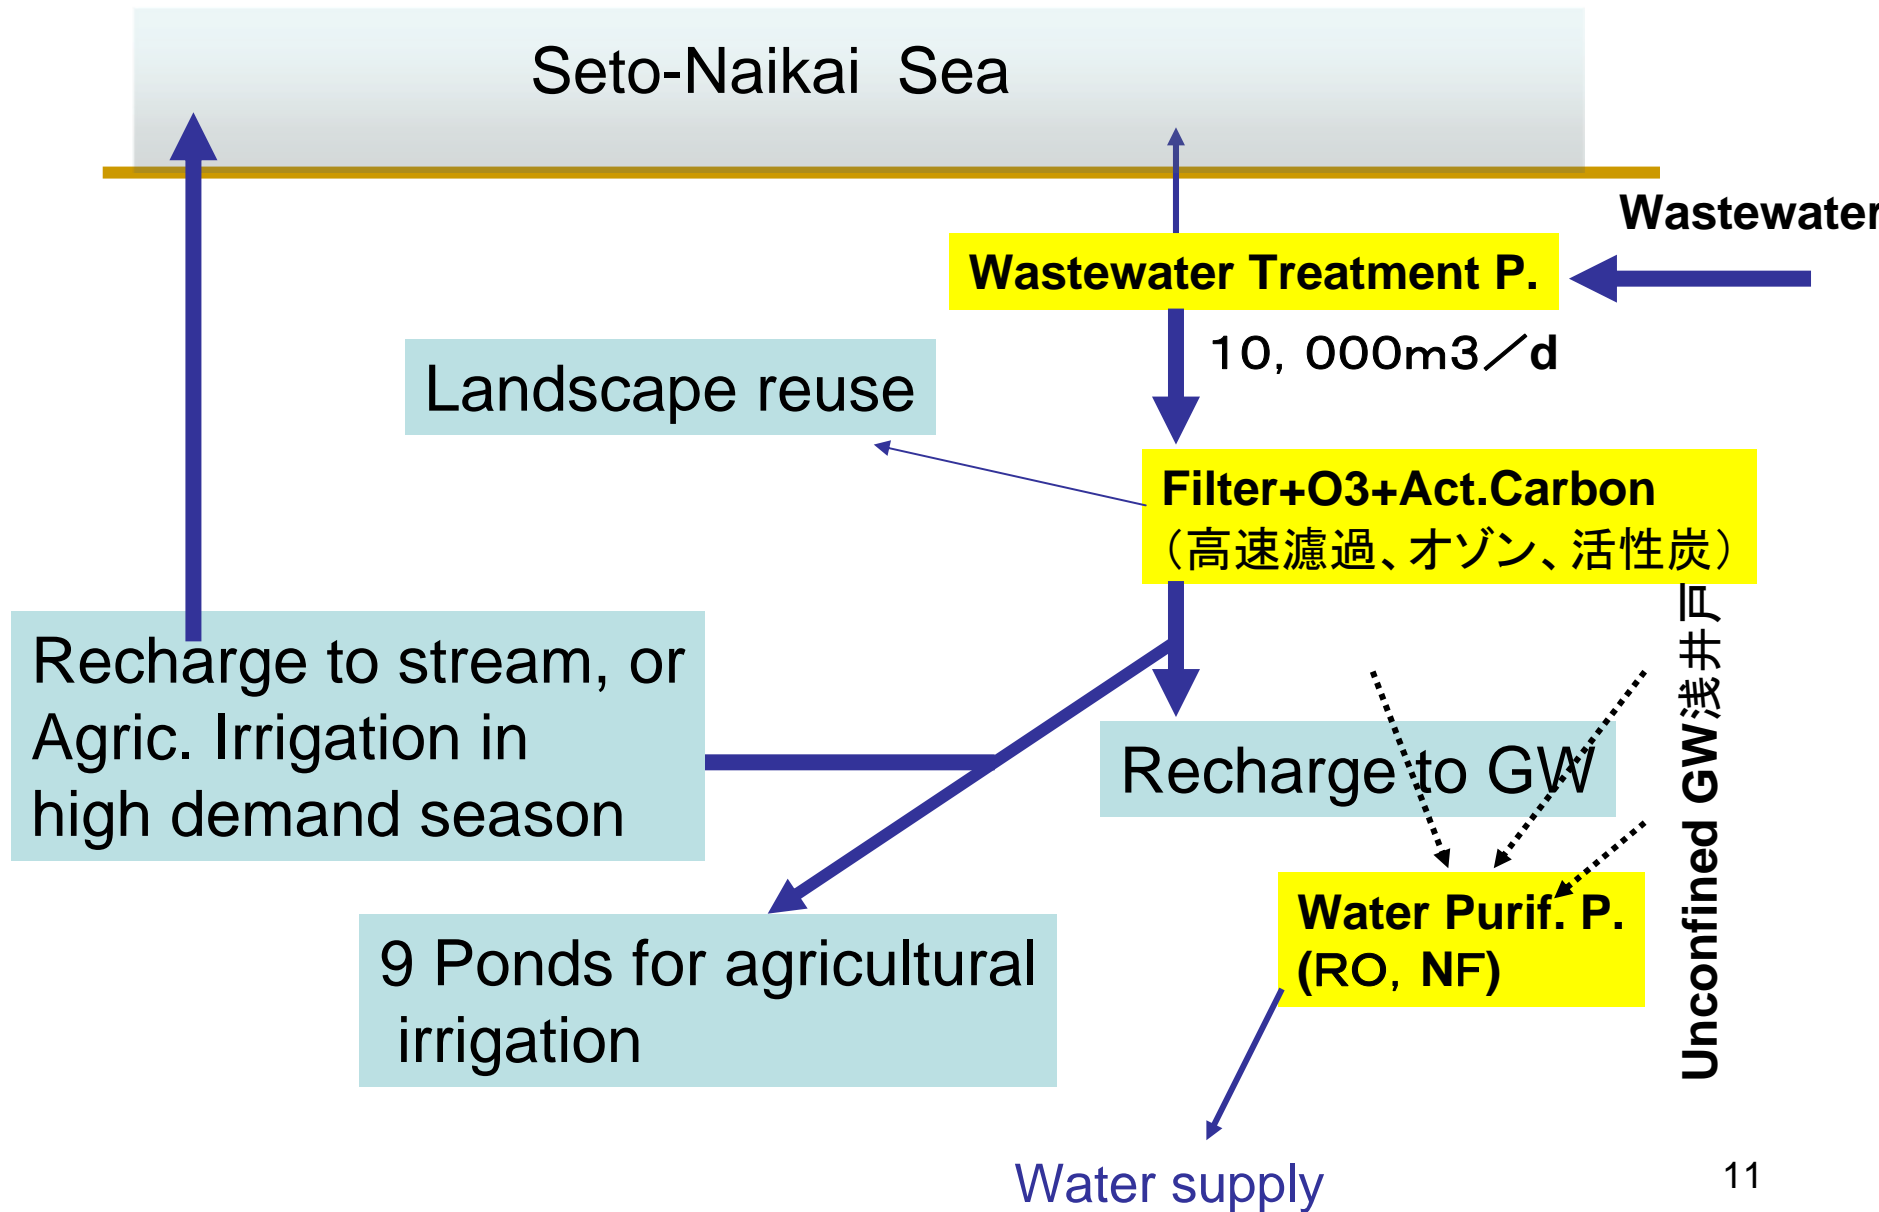 Seto-Naikai  Sea
Wastewater
Wastewater Treatment P.
10，000m3／d
Landscape reuse
Filter+O3+Act.Carbon
（高速濾過、オゾン、活性炭）
Recharge to stream, or
Agric. Irrigation in
high demand season
Recharge to GW
Unconfined GW浅井戸
9 Ponds for agricultural
irrigation
Water Purif. P.
(RO，NF)
Water supply
11